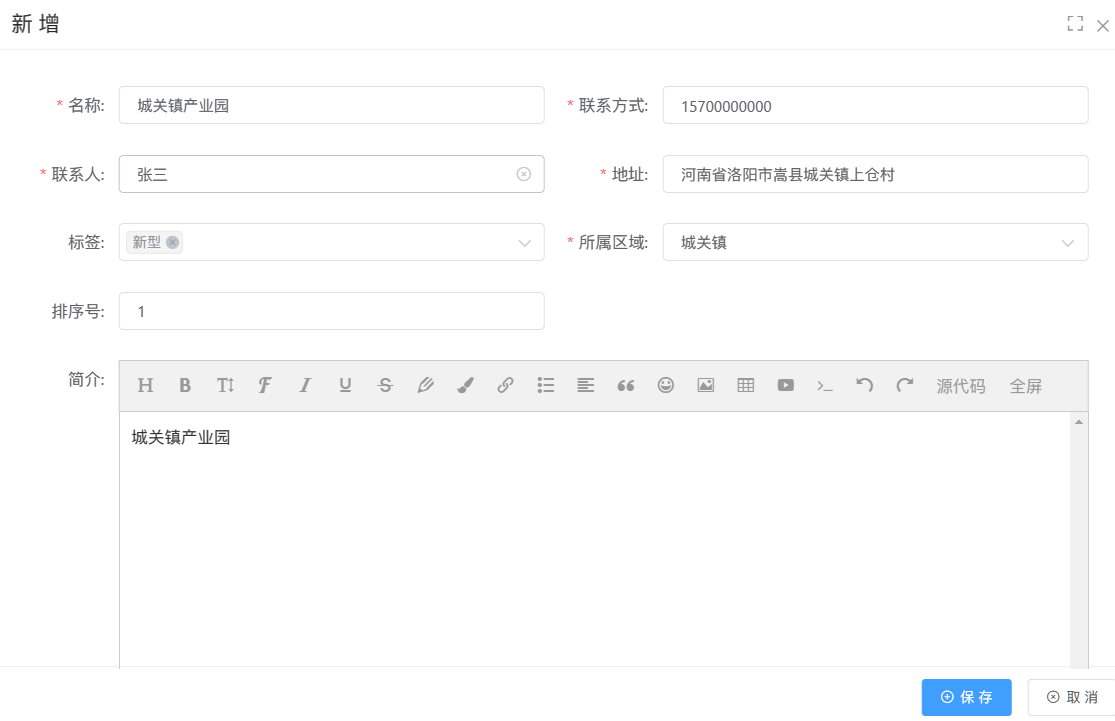 新 增
* 名称: 城关镇产业园 * 联系方式: 15700000000
* 联系人: 张三 * 地址: 河南省洛阳市嵩县城关镇上仓村
标签: 新型 * 所属区域: 城关镇
排序号: 1
简介: 源代码 全屏
城关镇产业园
保 存 取 消